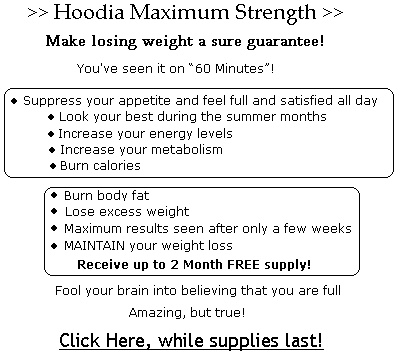 >> Hoodia Maximum Strength >>
Make losing weight a sure guarantee!
You've seen it on “60 Minutes”!
• Suppress your appetite and feel full and satisfied all day
• Look your best during the summer months
• Increase your energy levels
• Increase your metabolism
• Burn calories
• Burn body fat
• Lose excess weight
• Maximum results seen after only a few weeks
• MAINTAIN your weight loss
Receive up to 2 Month FREE supply!
Fool your brain into believing that you are full
Amazing, but true!
Click Here, while supplies last!